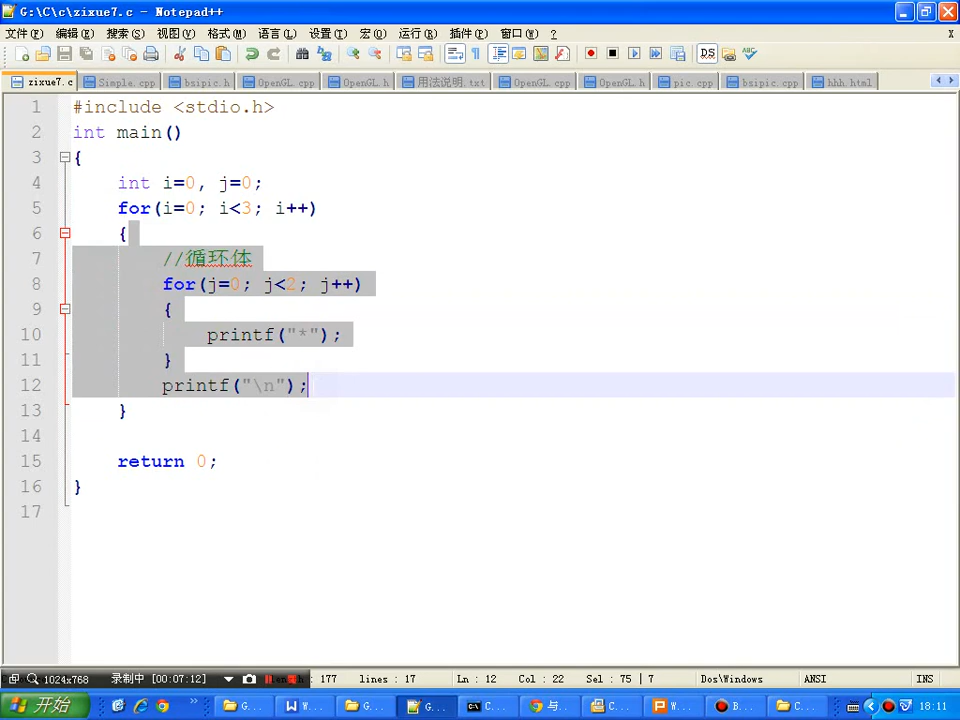 G:\C\c\zixue7.c - Notepad++
文件(F) 编辑(E) 搜索(S) 视图(V) 格式(M) 语言(L) 设置(T) 宏(O) 运行(R) 插件(P) 窗口(W) ? X
zixue7.c Simple.cpp bsipic.h OpenGL.cpp OpenGL.h 用法说明.txt OpenGL.cpp OpenGL.h pic.cpp bsipic.cpp hhh.html
1 #include <stdio.h>
2 int main()
3 {
4 int i=0, j=0;
5 for(i=0; i<3; i++)
6 {
7 //循环体
8 for(j=0; j<2; j++)
9 {
10 printf("*");
11 }
12 printf("\n");
13 }
14
15 return 0;
16 }
17
1024x768 录制中 [00:07:12] : 177 lines : 17 Ln : 12 Col : 22 Sel : 75 | 7 Dos\Windows ANSI INS
开始 G... W... G... G... C... 与... C... W... B... C... 18:11